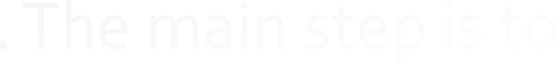 . The main step is to